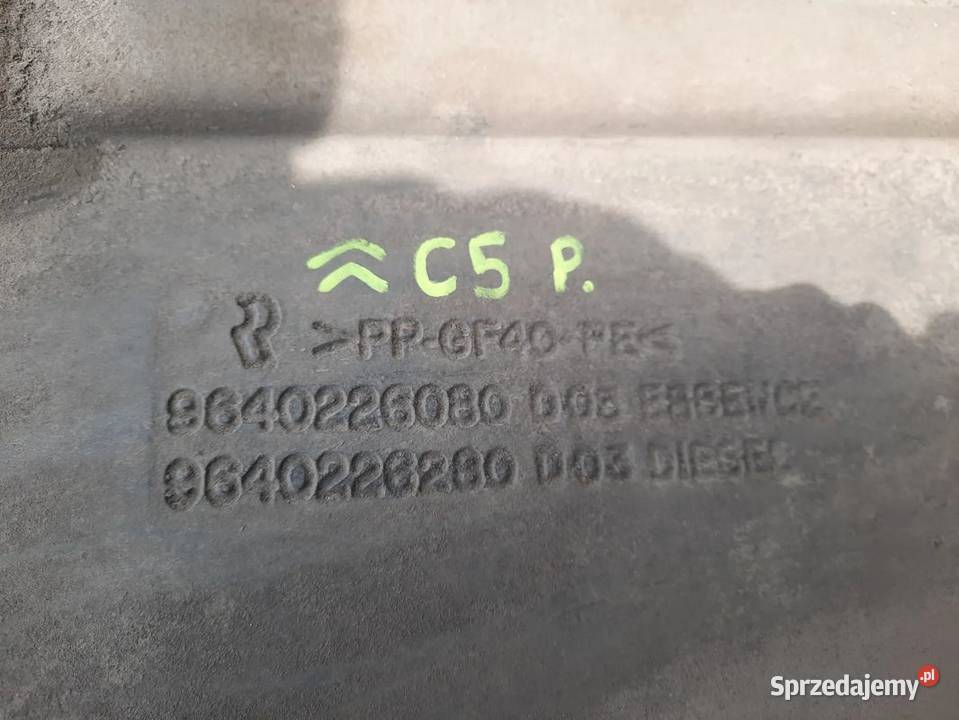 C5 P.
>PP-GF40-PE<
9640226080 D03 ESSENCE
9640226280 D03 DIESEL
Sprzedajemy.pl